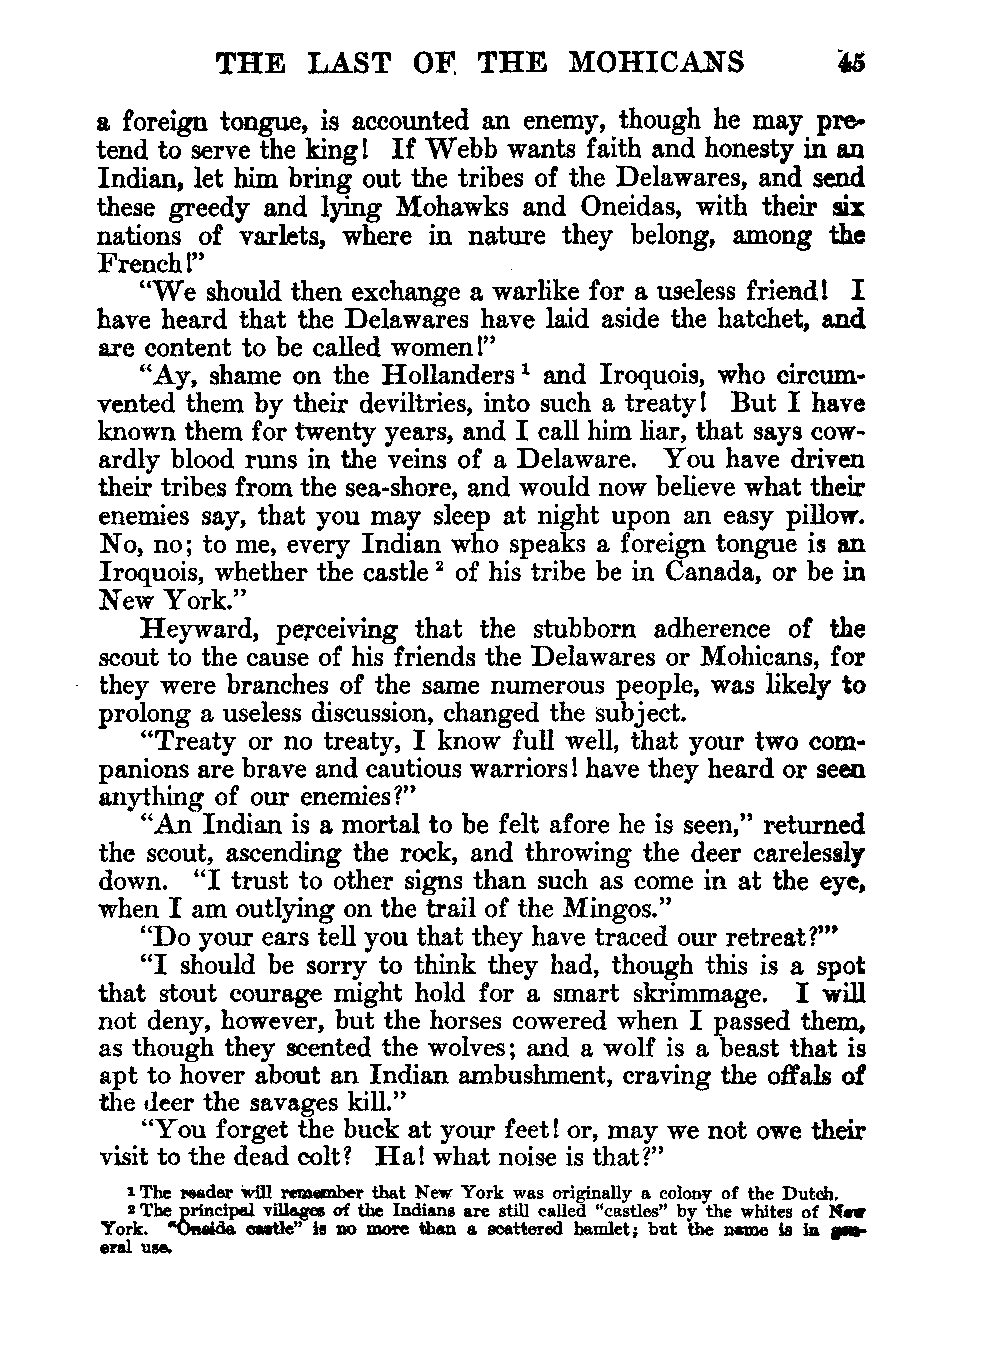 THE LAST OF THE MOHICANS 45
a foreign tongue, is accounted an enemy, though he may pre-
tend to serve the king! If Webb wants faith and honesty in an
Indian, let him bring out the tribes of the Delawares, and send
these greedy and lying Mohawks and Oneidas, with their six
nations of varlets, where in nature they belong, among the
French!”
“We should then exchange a warlike for a useless friend! I
have heard that the Delawares have laid aside the hatchet, and
are content to be called women!”
“Ay, shame on the Hollanders¹ and Iroquois, who circum-
vented them by their deviltries, into such a treaty! But I have
known them for twenty years, and I call him liar, that says cow-
ardly blood runs in the veins of a Delaware. You have driven
their tribes from the sea-shore, and would now believe what their
enemies say, that you may sleep at night upon an easy pillow.
No, no; to me, every Indian who speaks a foreign tongue is an
Iroquois, whether the castle² of his tribe be in Canada, or be in
New York.”
Heyward, perceiving that the stubborn adherence of the
scout to the cause of his friends the Delawares or Mohicans, for
they were branches of the same numerous people, was likely to
prolong a useless discussion, changed the subject.
“Treaty or no treaty, I know full well, that your two com-
panions are brave and cautious warriors! have they heard or seen
anything of our enemies?”
“An Indian is a mortal to be felt afore he is seen,” returned
the scout, ascending the rock, and throwing the deer carelessly
down. “I trust to other signs than such as come in at the eye,
when I am outlying on the trail of the Mingos.”
“Do your ears tell you that they have traced our retreat?”’
“I should be sorry to think they had, though this is a spot
that stout courage might hold for a smart skrimmage. I will
not deny, however, but the horses cowered when I passed them,
as though they scented the wolves; and a wolf is a beast that is
apt to hover about an Indian ambushment, craving the offals of
the deer the savages kill.”
“You forget the buck at your feet! or, may we not owe their
visit to the dead colt? Ha! what noise is that?”
¹ The reader will remember that New York was originally a colony of the Dutch.
² The principal villages of the Indians are still called “castles” by the whites of New
York. “Oneida castle” is no more than a scattered hamlet; but the name is in gen-
eral use.